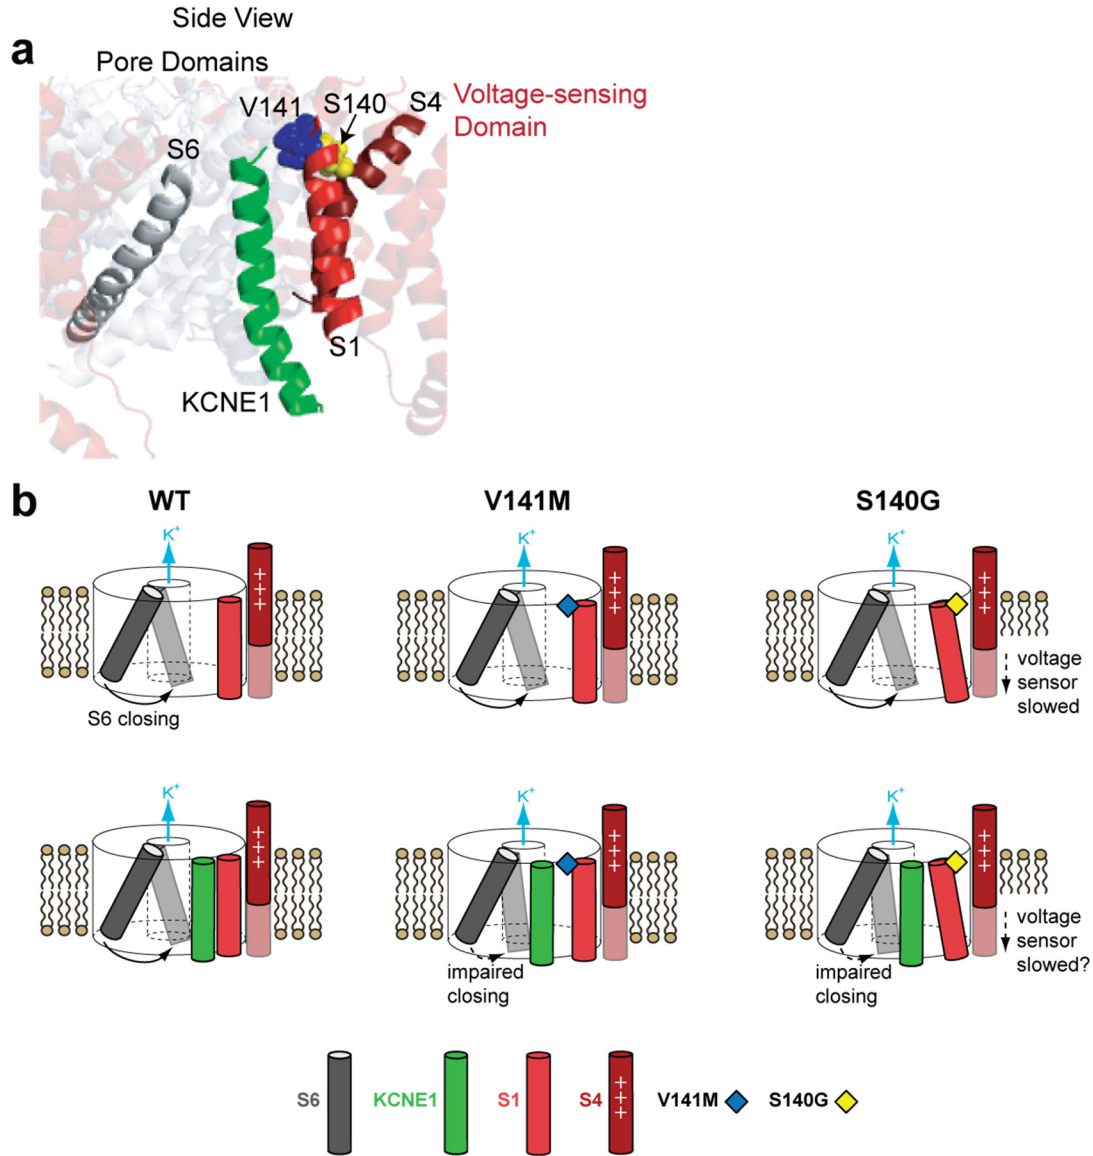 Side View
a
Pore Domains
V141 S140 S4 Voltage-sensing
Domain
S6
S1
KCNE1
b
WT V141M S140G
K+ K+ K+
+++ +++ +++
S6 closing
voltage
sensor
slowed
K+ K+ K+
+++ +++ +++
impaired
closing
impaired
closing
voltage
sensor
slowed?
S6 KCNE1 S1 S4 +++ V141M S140G